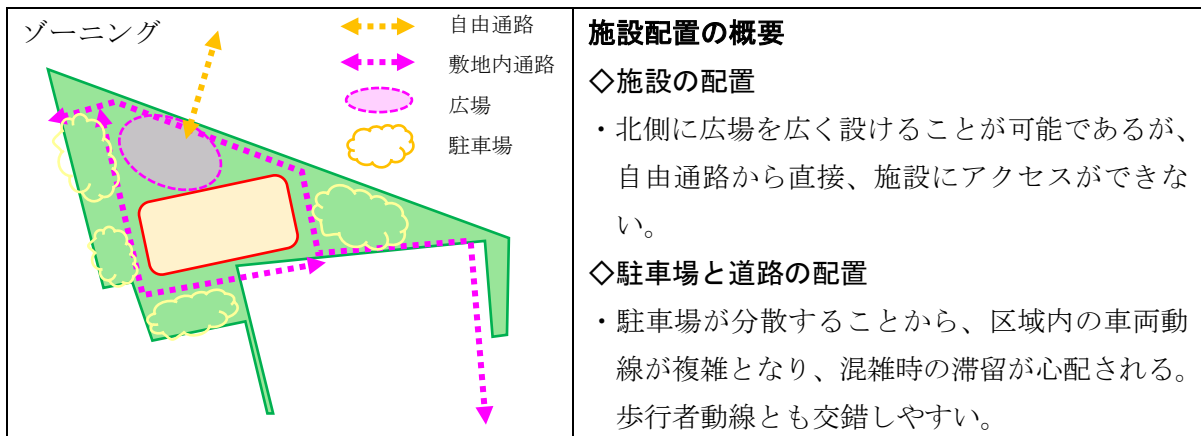 ゾーニング
自由通路
敷地内通路
広場
駐車場
施設配置の概要
◇施設の配置
・北側に広場を広く設けることが可能であるが、
自由通路から直接、施設にアクセスができな
い。
◇駐車場と道路の配置
・駐車場が分散することから、区域内の車両動
線が複雑となり、混雑時の滞留が心配される。
歩行者動線とも交錯しやすい。